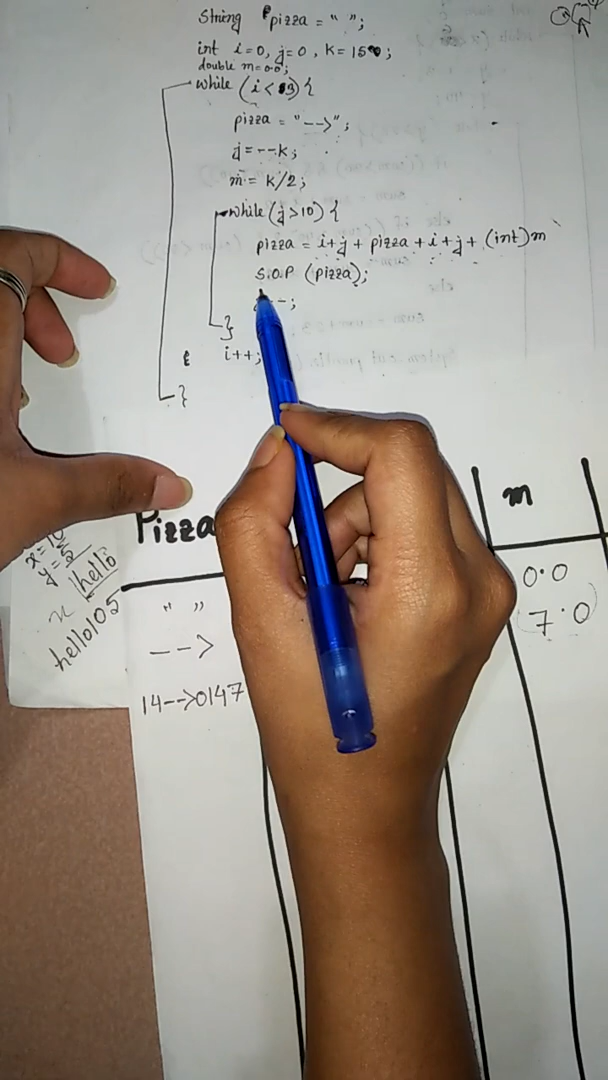 String pizza = " ";
int i=0, j=0, k=15;
double m=0.0;
while (i<3) {
pizza = "-->";
j = --k;
m = k/2;
while (j>10) {
pizza = i+j + pizza + i+j + (int)m
S.O.P (pizza);
--;
}
i++;
}
Pizza
m
" "
0.0
-->
7.0
14-->0147
x=10
y=5
x hello
hello105